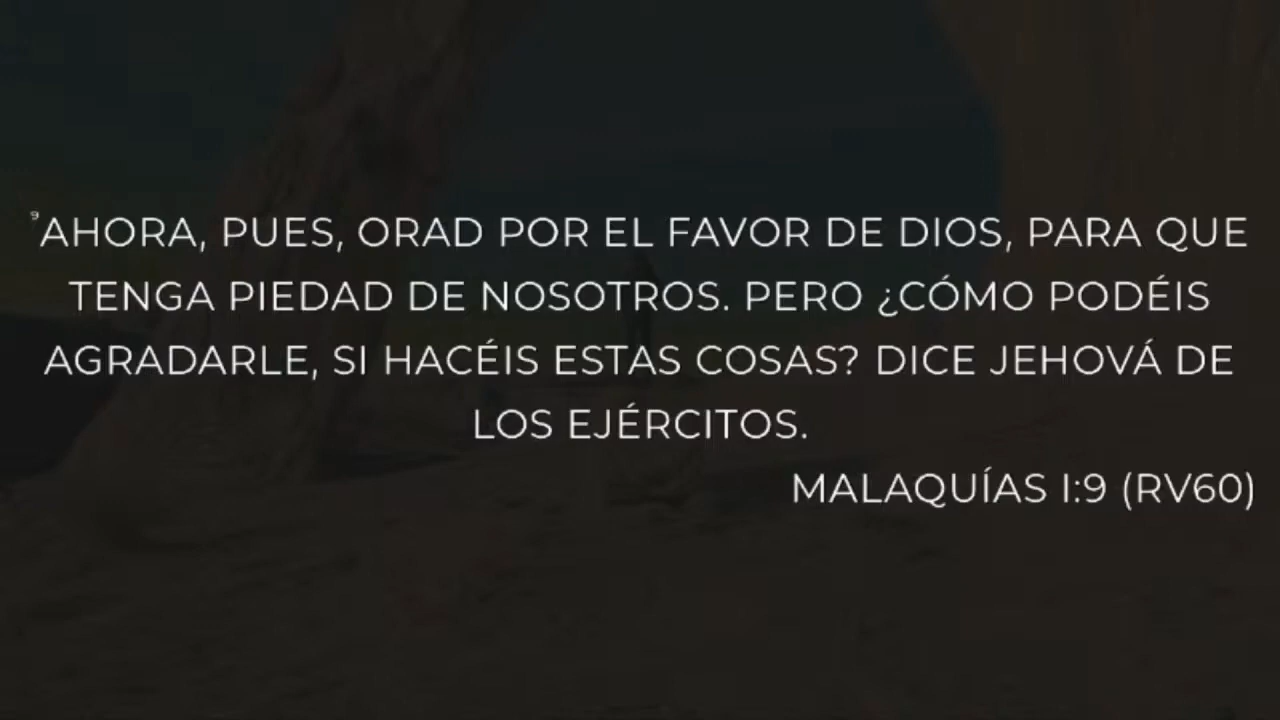 ⁹AHORA, PUES, ORAD POR EL FAVOR DE DIOS, PARA QUE
TENGA PIEDAD DE NOSOTROS. PERO ¿CÓMO PODÉIS
AGRADARLE, SI HACÉIS ESTAS COSAS? DICE JEHOVÁ DE
LOS EJÉRCITOS.
MALAQUÍAS 1:9 (RV60)